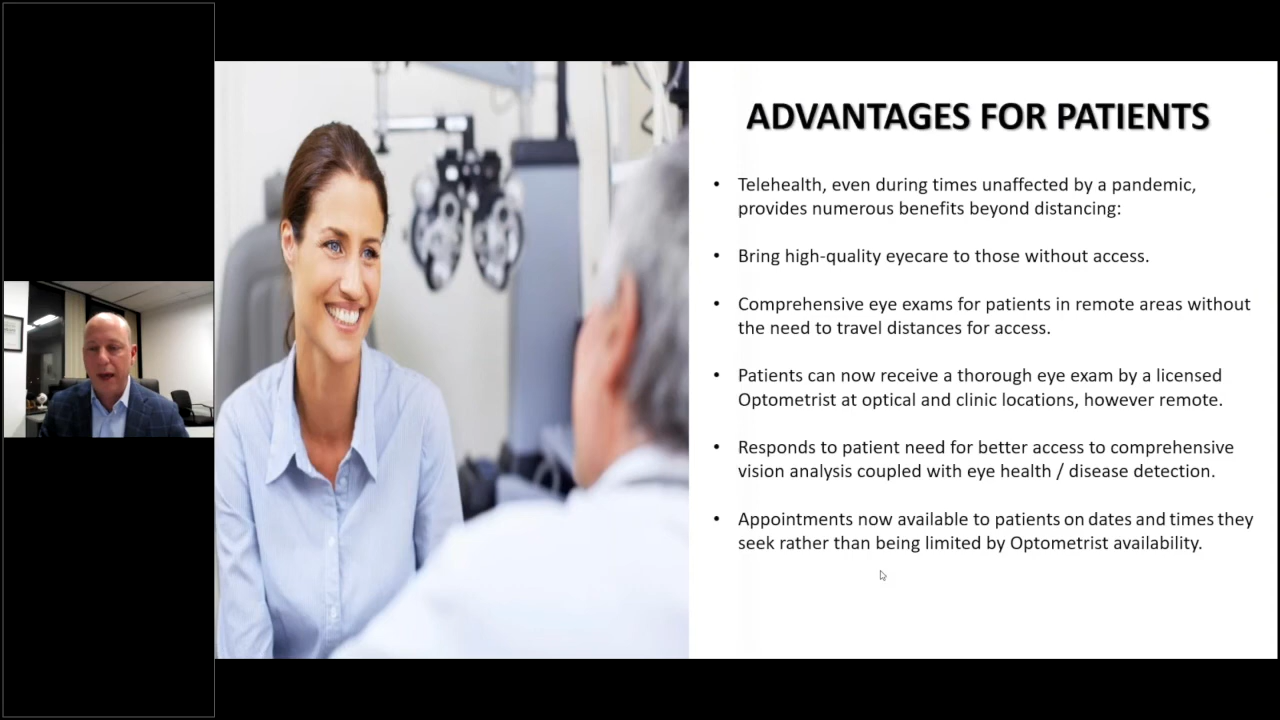 ADVANTAGES FOR PATIENTS
• Telehealth, even during times unaffected by a pandemic,
provides numerous benefits beyond distancing:
• Bring high-quality eyecare to those without access.
• Comprehensive eye exams for patients in remote areas without
the need to travel distances for access.
• Patients can now receive a thorough eye exam by a licensed
Optometrist at optical and clinic locations, however remote.
• Responds to patient need for better access to comprehensive
vision analysis coupled with eye health / disease detection.
• Appointments now available to patients on dates and times they
seek rather than being limited by Optometrist availability.